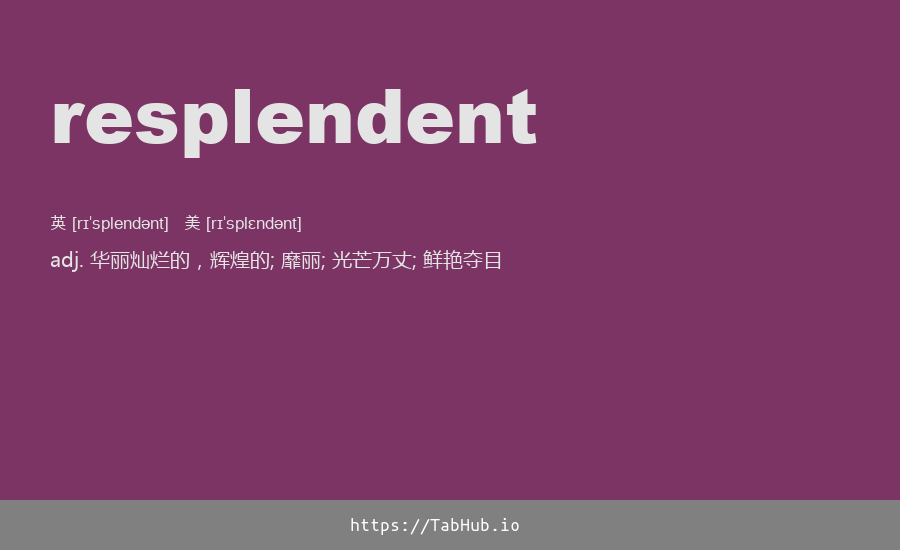 resplendent
英 [rɪˈsplendənt] 美 [rɪˈsplɛndənt]
adj. 华丽灿烂的，辉煌的; 靡丽; 光芒万丈; 鲜艳夺目
https://TabHub.io